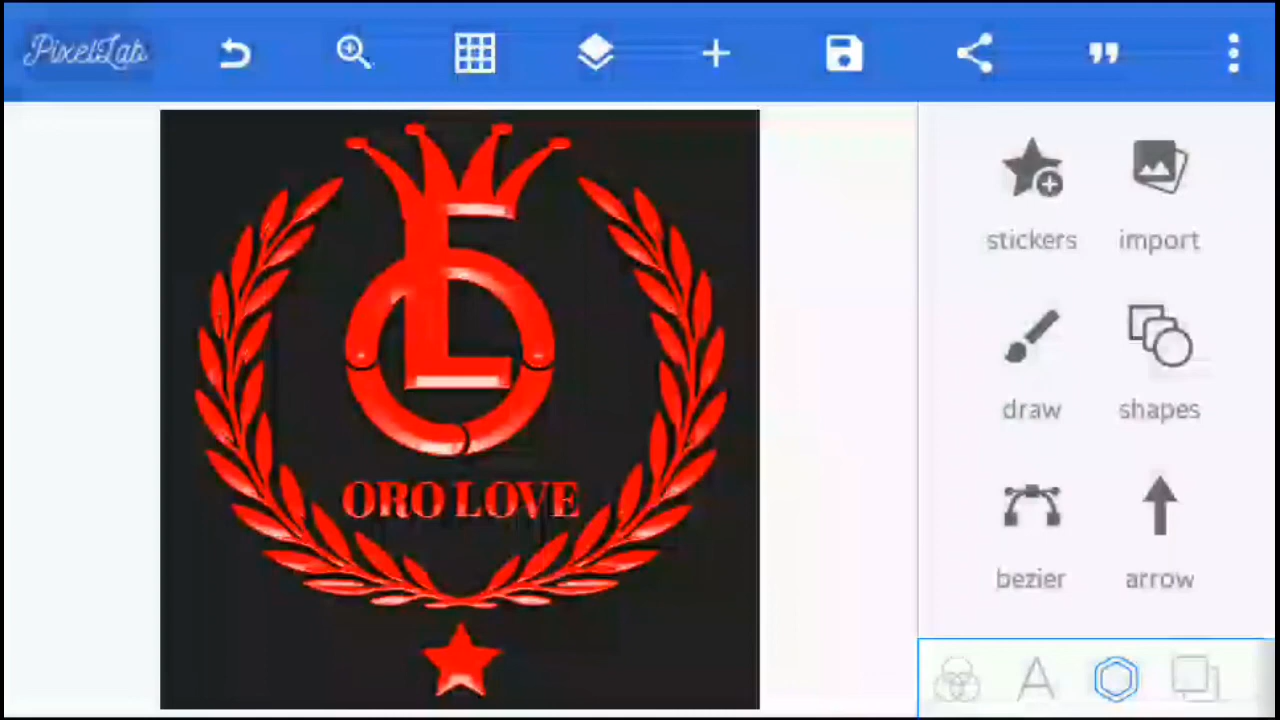 PixelLab
stickers import
draw shapes
bezier arrow
L
ORO LOVE